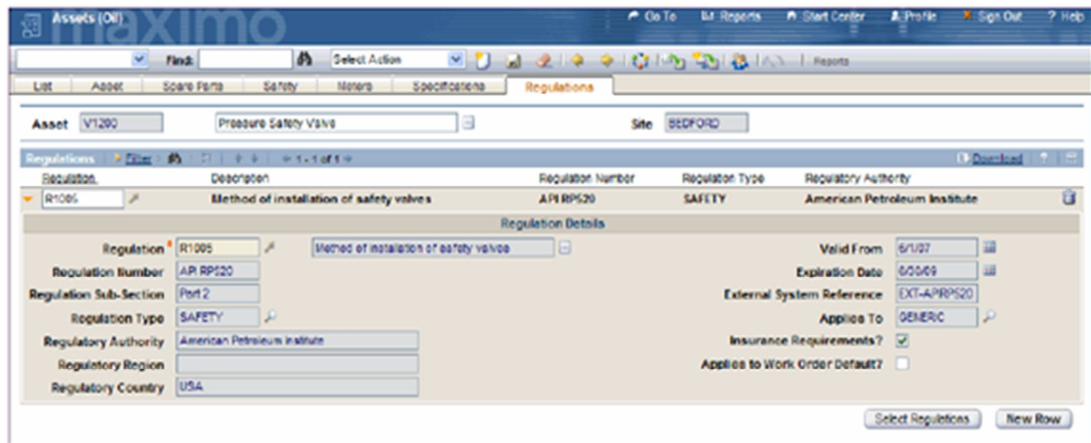 maximo
Assets (Oil) Go To Reports Start Center Profile Sign Out ? Help
Find: Select Action Reports
List Asset Spare Parts Safety Meters Specifications Regulations
Asset V1200 Pressure Safety Valve Site BEDFORD
Regulations Filter 1 - 1 of 1 Download ?
Regulation Description Regulation Number Regulation Type Regulatory Authority
R1005 Method of installation of safety valves API RP520 SAFETY American Petroleum Institute
Regulation Details
Regulation * R1005 Method of installation of safety valves Valid From 6/1/07
Regulation Number API RP520 Expiration Date 6/30/09
Regulation Sub-Section Part 2 External System Reference EXT-APIRP520
Regulation Type SAFETY Applies To GENERIC
Regulatory Authority American Petroleum Institute Insurance Requirements?
Regulatory Region Applies to Work Order Default?
Regulatory Country USA
Select Regulations New Row